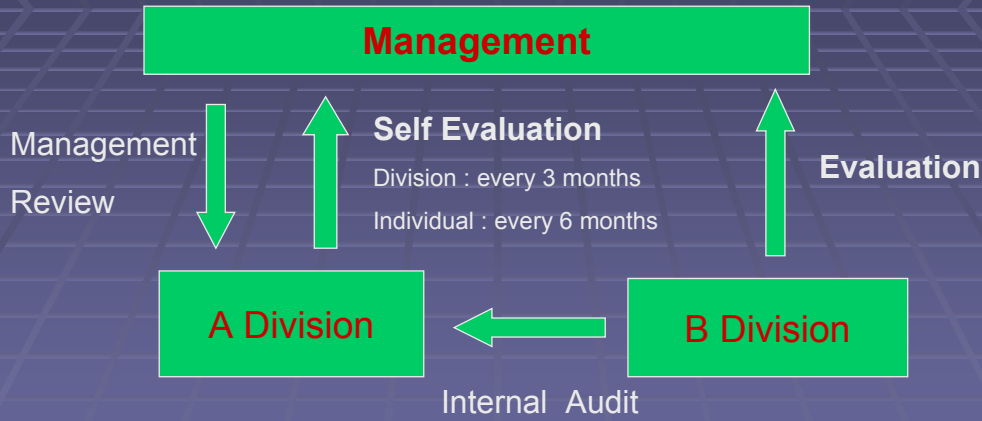 Management
Management
Review
Self Evaluation
Division : every 3 months
Individual : every 6 months
Evaluation
A Division
B Division
Internal Audit